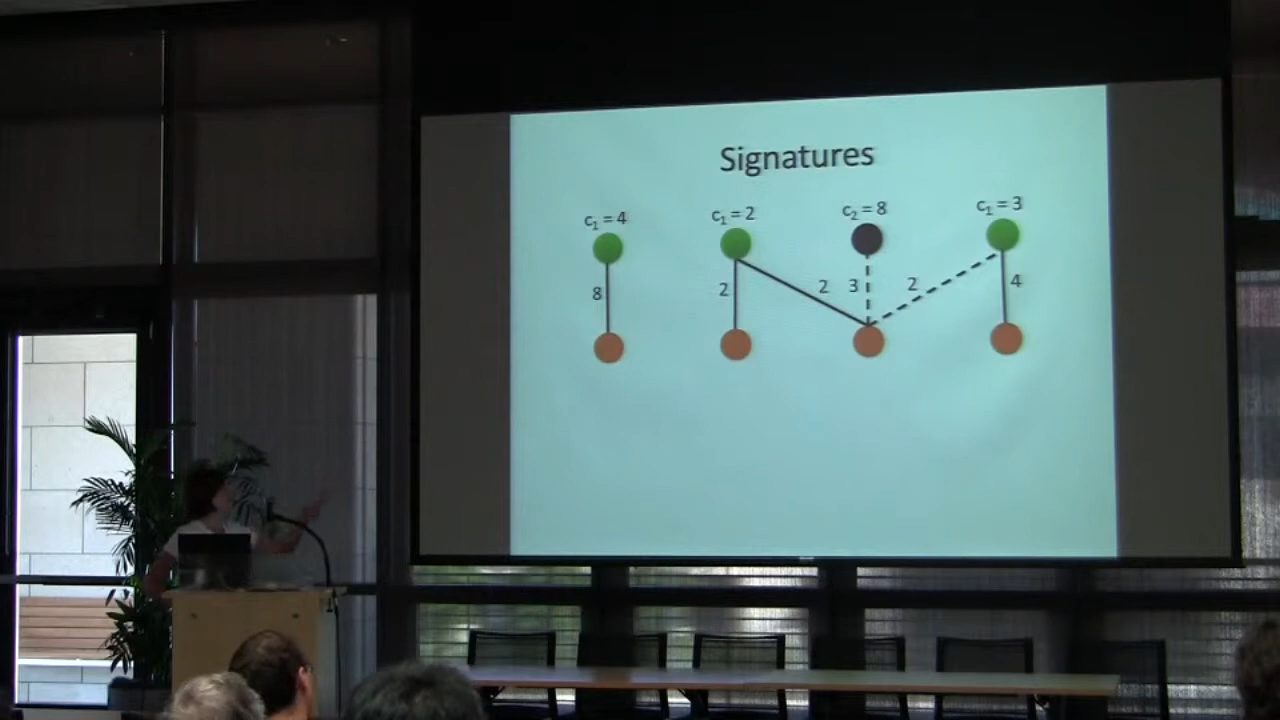 Signatures
c₁ = 4
c₁ = 2
c₂ = 8
c₁ = 3
8
2
2
3
2
4